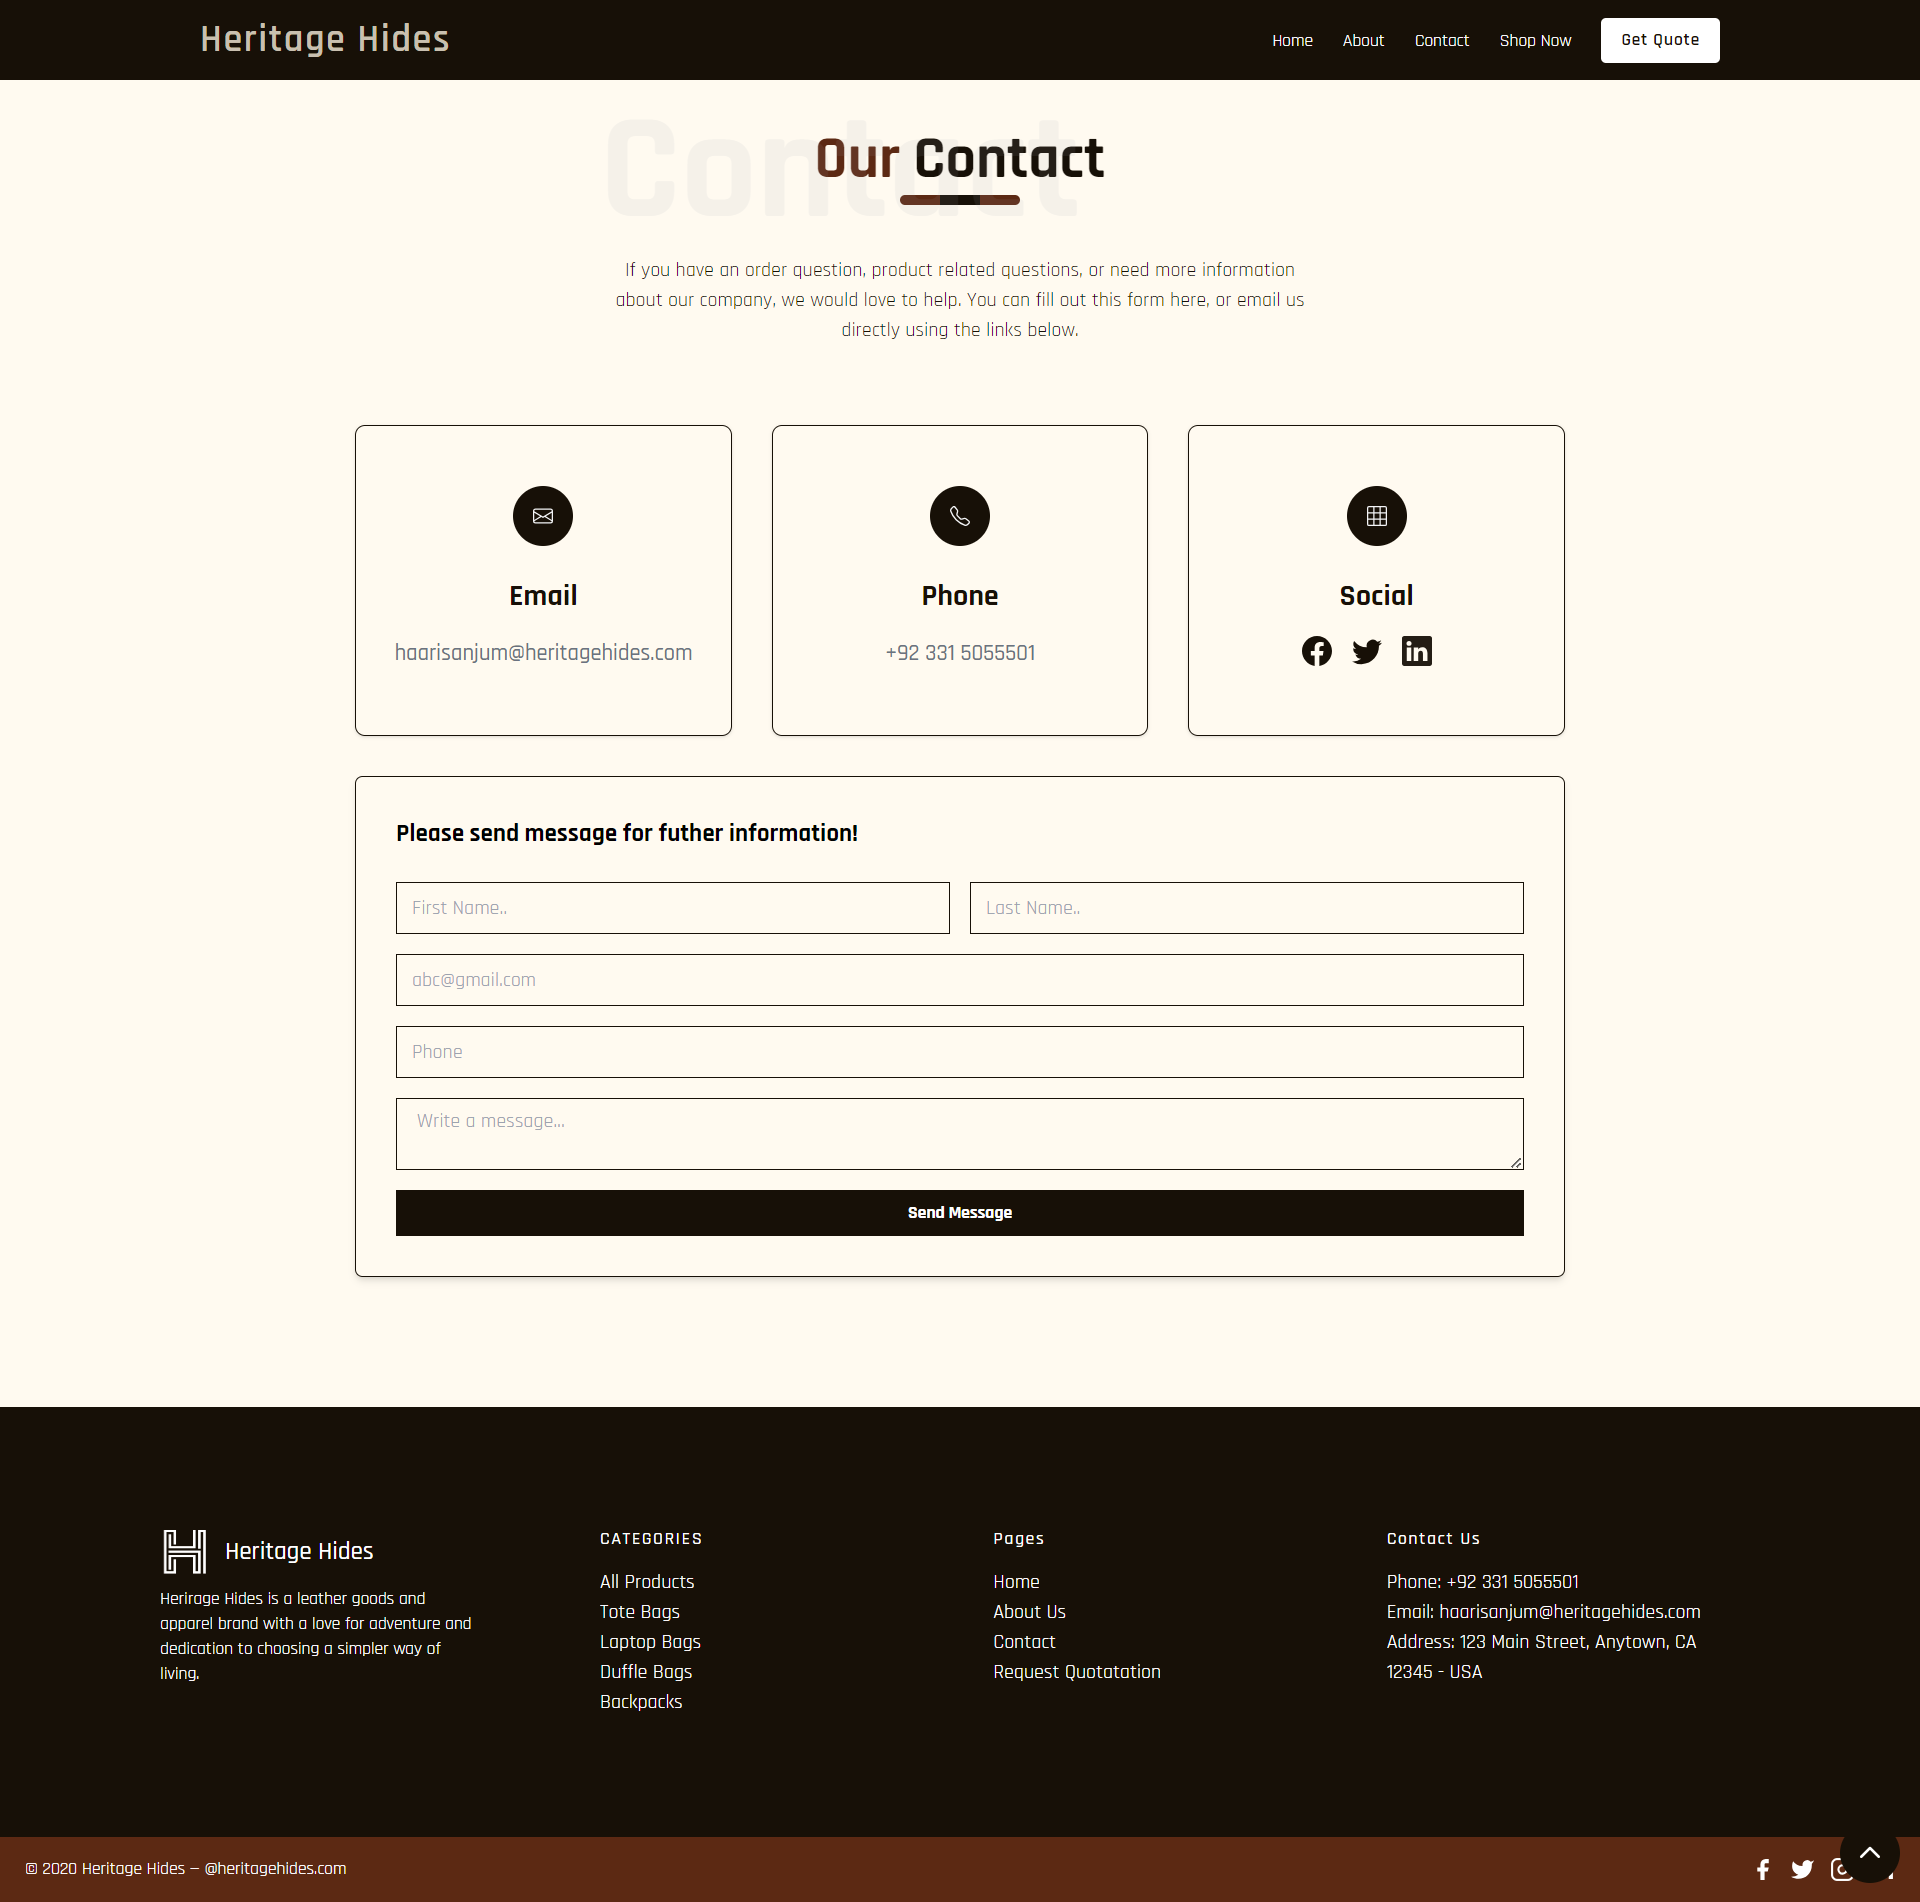 Heritage Hides
Home
About
Contact
Shop Now
Get Quote
Contact
Our Contact
If you have an order question, product related questions, or need more information
about our company, we would love to help. You can fill out this form here, or email us
directly using the links below.
Email
haarisanjum@heritagehides.com
Phone
+92 331 5055501
Social
Please send message for futher information!
First Name..
Last Name..
abc@gmail.com
Phone
Write a message...
Send Message
Heritage Hides
Herirage Hides is a leather goods and
apparel brand with a love for adventure and
dedication to choosing a simpler way of
living.
CATEGORIES
All Products
Tote Bags
Laptop Bags
Duffle Bags
Backpacks
Pages
Home
About Us
Contact
Request Quotatation
Contact Us
Phone: +92 331 5055501
Email: haarisanjum@heritagehides.com
Address: 123 Main Street, Anytown, CA
12345 - USA
© 2020 Heritage Hides — @heritagehides.com